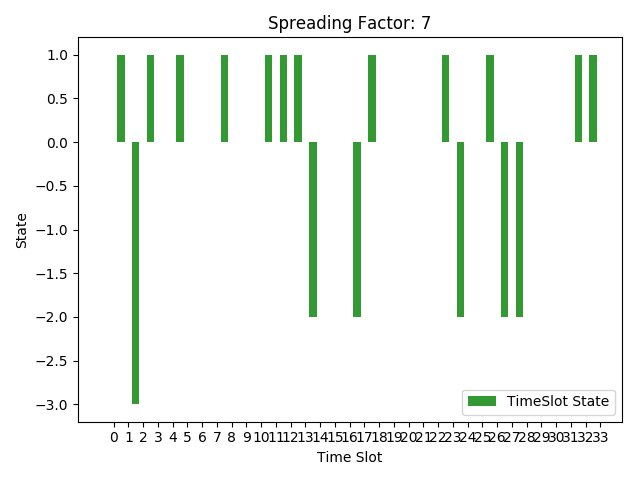 Spreading Factor: 7
1.0
0.5
0.0
−0.5
−1.0
−1.5
−2.0
−2.5
−3.0
State
TimeSlot State
0 1 2 3 4 5 6 7 8 9 10 11 12 13 14 15 16 17 18 19 20 21 22 23 24 25 26 27 28 29 30 31 32 33
Time Slot